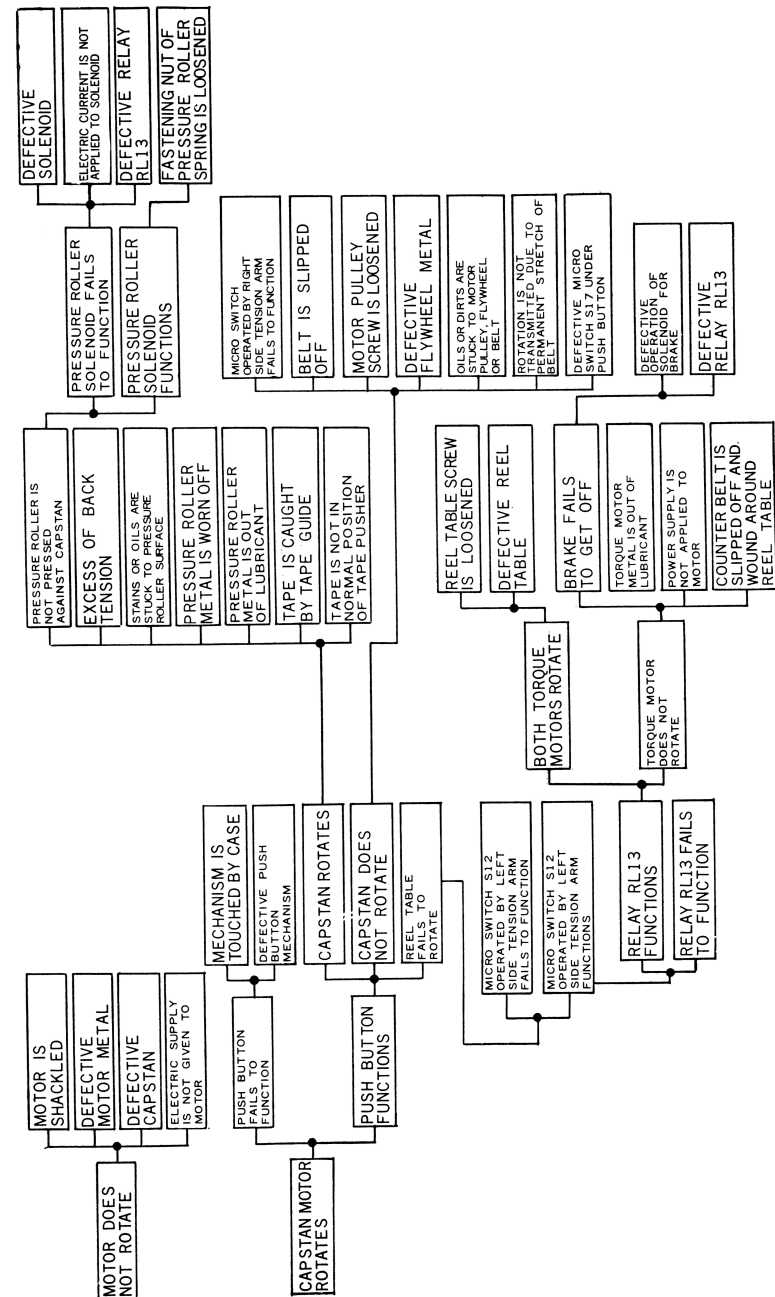 MOTOR DOES
NOT ROTATE
MOTOR IS
SHACKLED
DEFECTIVE
MOTOR METAL
DEFECTIVE
CAPSTAN
ELECTRIC SUPPLY
IS NOT GIVEN TO
MOTOR
CAPSTAN MOTOR
ROTATES
PUSH BUTTON
FAILS TO
FUNCTION
MECHANISM IS
TOUCHED BY CASE
DEFECTIVE PUSH
BUTTON
MECHANISM
PUSH BUTTON
FUNCTIONS
CAPSTAN ROTATES
PRESSURE ROLLER IS
NOT PRESSED
AGAINST CAPSTAN
PRESSURE ROLLER
SOLENOID FAILS
TO FUNCTION
DEFECTIVE
SOLENOID
ELECTRIC CURRENT IS NOT
APPLIED TO SOLENOID
DEFECTIVE RELAY
RL13
PRESSURE ROLLER
SOLENOID
FUNCTIONS
FASTENING NUT OF
PRESSURE ROLLER
SPRING IS LOOSENED
EXCESS OF BACK
TENSION
STAINS OR OILS ARE
STUCK TO PRESSURE
ROLLER SURFACE
PRESSURE ROLLER
METAL IS WORN OFF
PRESSURE ROLLER
METAL IS OUT
OF LUBRICANT
TAPE IS CAUGHT
BY TAPE GUIDE
TAPE IS NOT IN
NORMAL POSITION
OF TAPE PUSHER
CAPSTAN DOES
NOT ROTATE
MICRO SWITCH
OPERATED BY RIGHT
SIDE TENSION ARM
FAILS TO FUNCTION
BELT IS SLIPPED
OFF
MOTOR PULLEY
SCREW IS LOOSENED
DEFECTIVE
FLYWHEEL METAL
OILS OR DIRTS ARE
STUCK TO MOTOR
PULLEY, FLYWHEEL
OR BELT
ROTATION IS NOT
TRANSMITTED DUE TO
PERMANENT STRETCH OF
BELT
DEFECTIVE MICRO
SWITCH S17 UNDER
PUSH BUTTON
REEL TABLE
FAILS TO
ROTATE
MICRO SWITCH S12
OPERATED BY LEFT
SIDE TENSION ARM
FAILS TO FUNCTION
MICRO SWITCH S12
OPERATED BY LEFT
SIDE TENSION ARM
FUNCTIONS
RELAY RL13
FUNCTIONS
BOTH TORQUE
MOTORS ROTATE
REEL TABLE SCREW
IS LOOSENED
DEFECTIVE REEL
TABLE
TORQUE MOTOR
DOES NOT
ROTATE
BRAKE FAILS
TO GET OFF
DEFECTIVE
OPERATION OF
SOLENOID FOR
BRAKE
DEFECTIVE
RELAY RL13
TORQUE MOTOR
METAL IS OUT OF
LUBRICANT
POWER SUPPLY IS
NOT APPLIED TO
MOTOR
COUNTER BELT IS
SLIPPED OFF AND.
WOUND AROUND
REEL TABLE
RELAY RL13 FAILS
TO FUNCTION